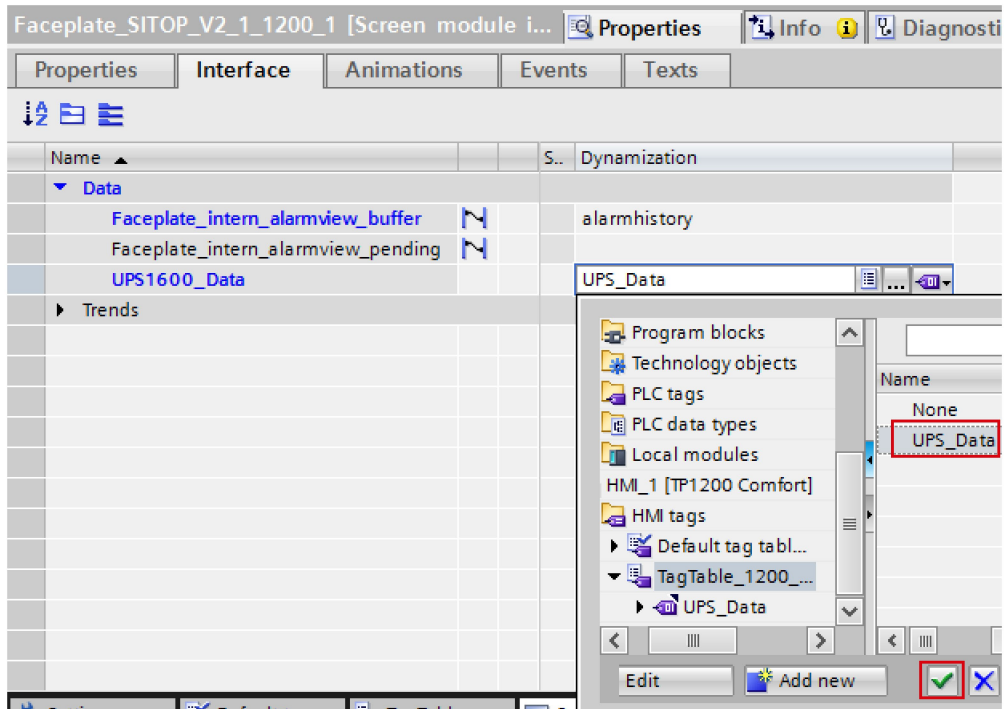 Faceplate_SITOP_V2_1_1200_1 [Screen module i... Properties Info Diagnosti
Properties Interface Animations Events Texts
Name S.. Dynamization
Data
Faceplate_intern_alarmview_buffer alarmhistory
Faceplate_intern_alarmview_pending
UPS1600_Data UPS_Data ...
Trends
Program blocks
Technology objects
PLC tags
PLC data types
Local modules
HMI_1 [TP1200 Comfort]
HMI tags
Default tag tabl...
TagTable_1200_...
UPS_Data
Name
None
UPS_Data
Edit Add new